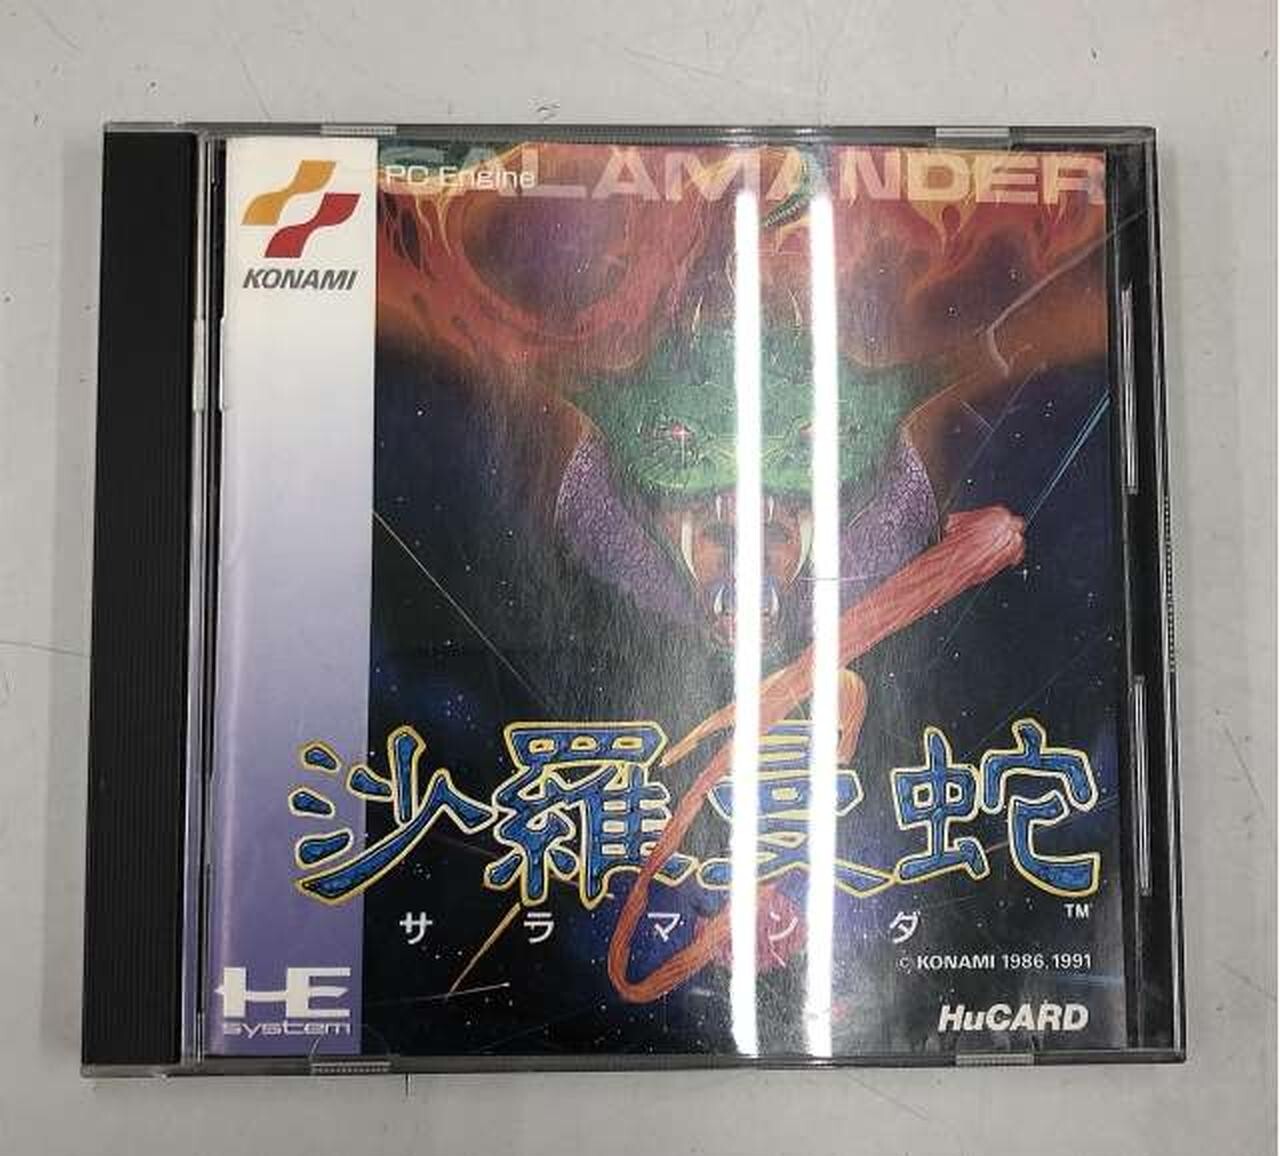 SALAMANDER
PC Engine
KONAMI
沙羅曼蛇
サラマンダ
TM
© KONAMI 1986,1991
HE
system
HuCARD